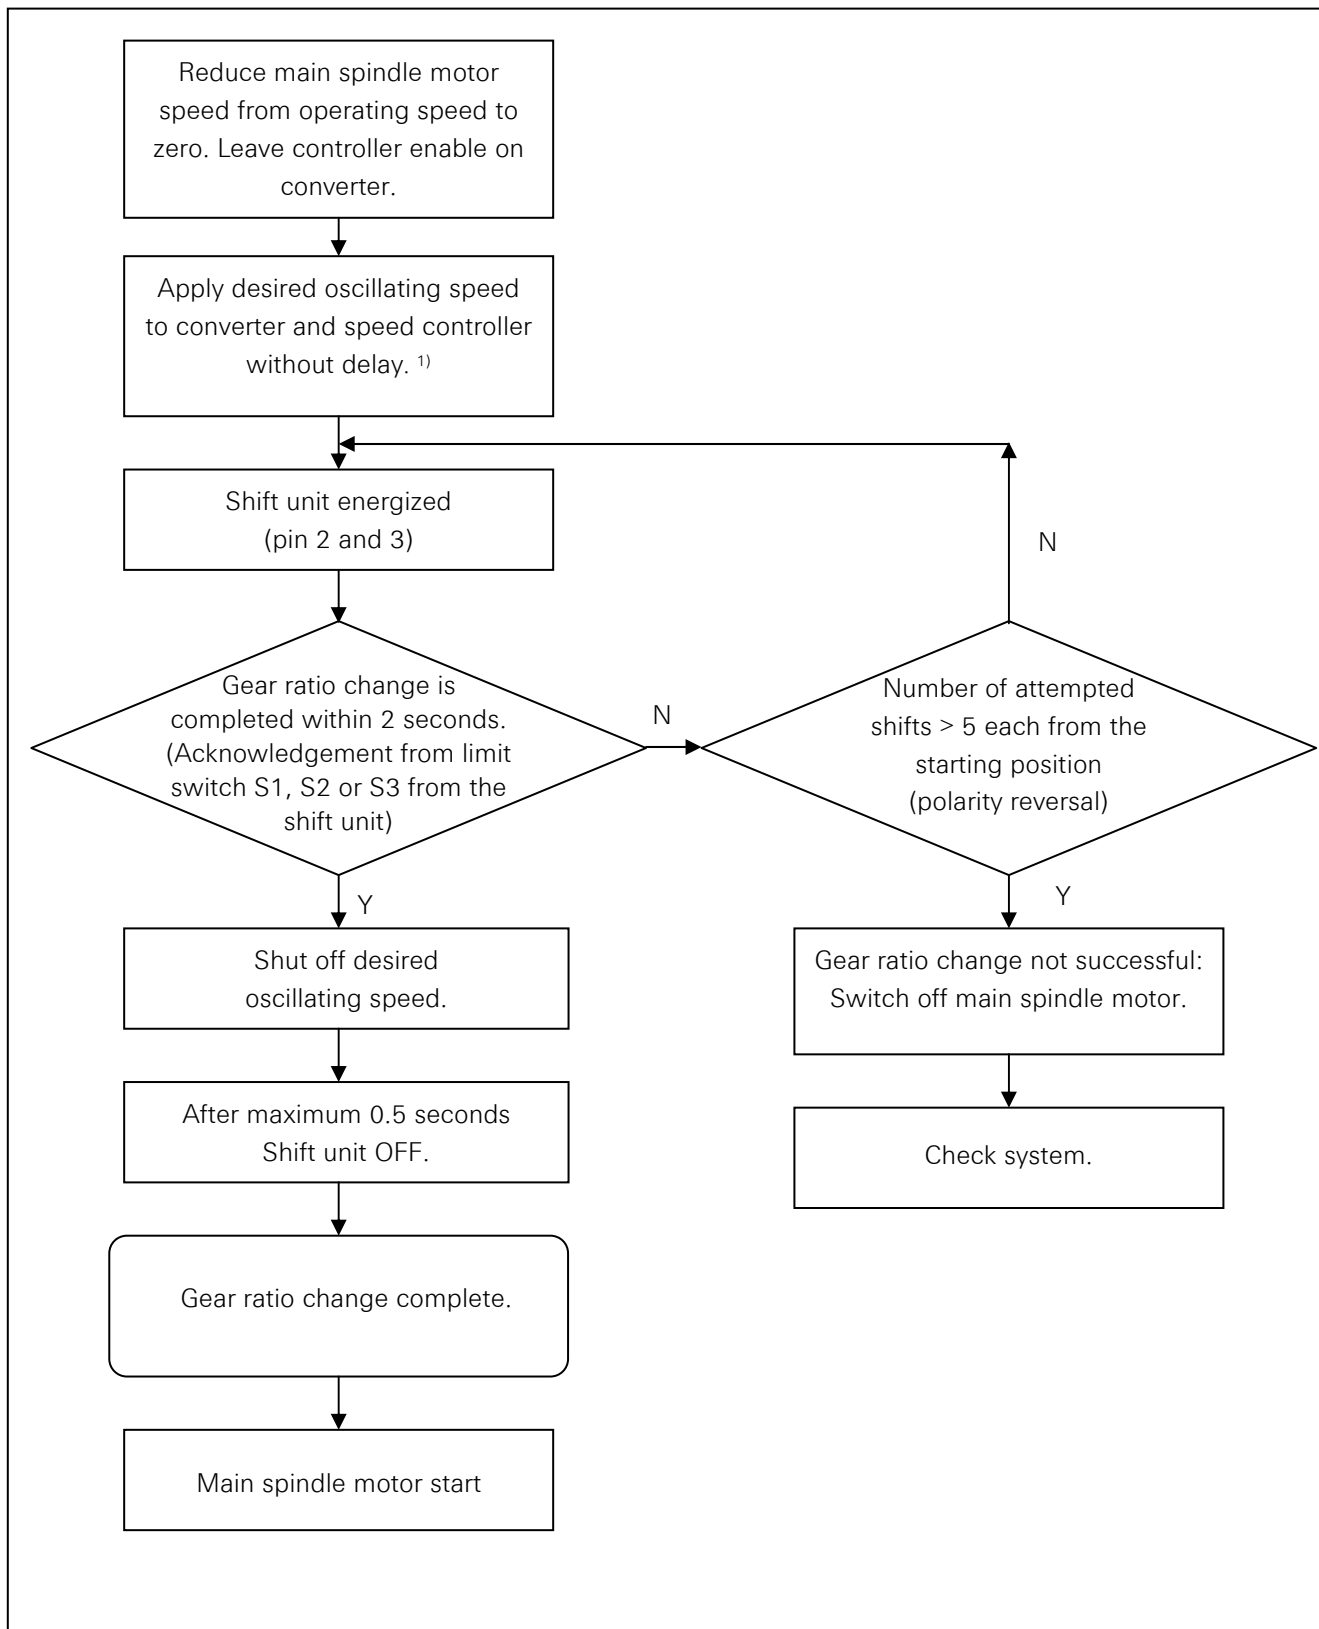 Reduce main spindle motor
speed from operating speed to
zero. Leave controller enable on
converter.
Apply desired oscillating speed
to converter and speed controller
without delay. 1)
Shift unit energized
(pin 2 and 3)
N
Gear ratio change is
completed within 2 seconds.
(Acknowledgement from limit
switch S1, S2 or S3 from the
shift unit)
N
Number of attempted
shifts > 5 each from the
starting position
(polarity reversal)
Y
Y
Shut off desired
oscillating speed.
Gear ratio change not successful:
Switch off main spindle motor.
After maximum 0.5 seconds
Shift unit OFF.
Check system.
Gear ratio change complete.
Main spindle motor start